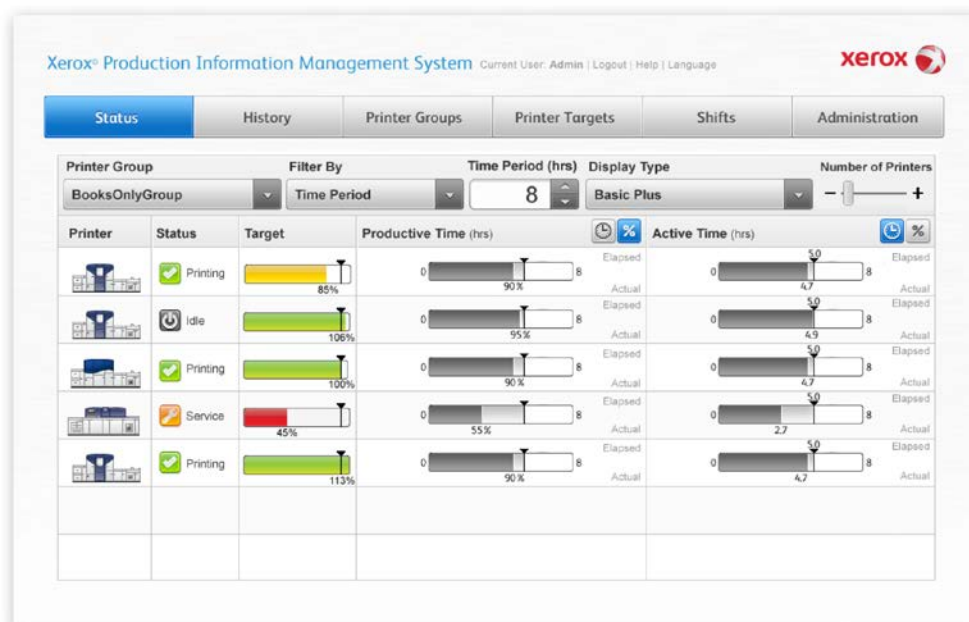 Xerox® Production Information Management System Current User: Admin | Logout | Help | Language
xerox
Status History Printer Groups Printer Targets Shifts Administration
Printer Group Filter By Time Period (hrs) Display Type Number of Printers
BooksOnlyGroup Time Period 8 Basic Plus − +
Printer Status Target Productive Time (hrs) % Active Time (hrs) %
Printing 85% 0 8 90% Elapsed Actual 0 5.0 8 4.7 Elapsed Actual
Idle 106% 0 8 95% Elapsed Actual 0 5.0 8 4.9 Elapsed Actual
Printing 100% 0 8 90% Elapsed Actual 0 5.0 8 4.7 Elapsed Actual
Service 45% 0 8 55% Elapsed Actual 0 5.0 8 2.7 Elapsed Actual
Printing 113% 0 8 90% Elapsed Actual 0 5.0 8 4.7 Elapsed Actual